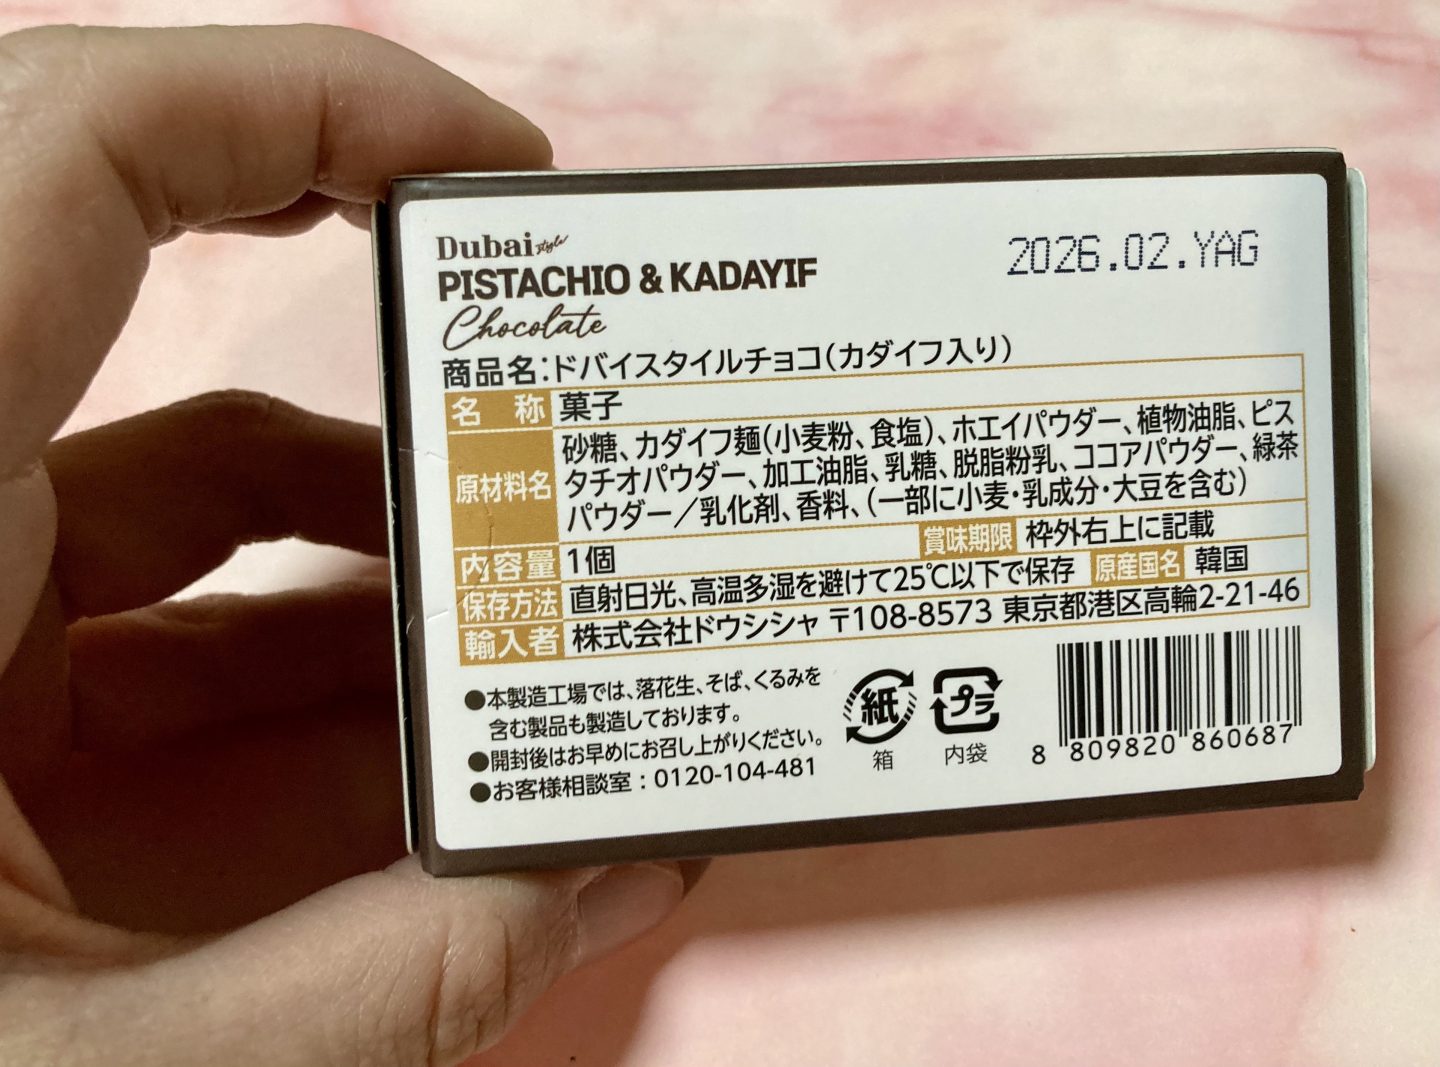 Dubai style
PISTACHIO & KADAYIF
Chocolate
2026.02.YAG
商品名:ドバイスタイルチョコ(カダイフ入り)
名 称 菓子
原材料名 砂糖、カダイフ麺(小麦粉、食塩)、ホエイパウダー、植物油脂、ピス
タチオパウダー、加工油脂、乳糖、脱脂粉乳、ココアパウダー、緑茶
パウダー/乳化剤、香料、(一部に小麦・乳成分・大豆を含む)
内容量 1個 賞味期限 枠外右上に記載
保存方法 直射日光、高温多湿を避けて25℃以下で保存 原産国名 韓国
輸入者 株式会社ドウシシャ 〒108-8573 東京都港区高輪2-21-46
●本製造工場では、落花生、そば、くるみを
含む製品も製造しております。
●開封後はお早めにお召し上がりください。
●お客様相談室:0120-104-481
紙
箱
プラ
内袋
8 809820 860687